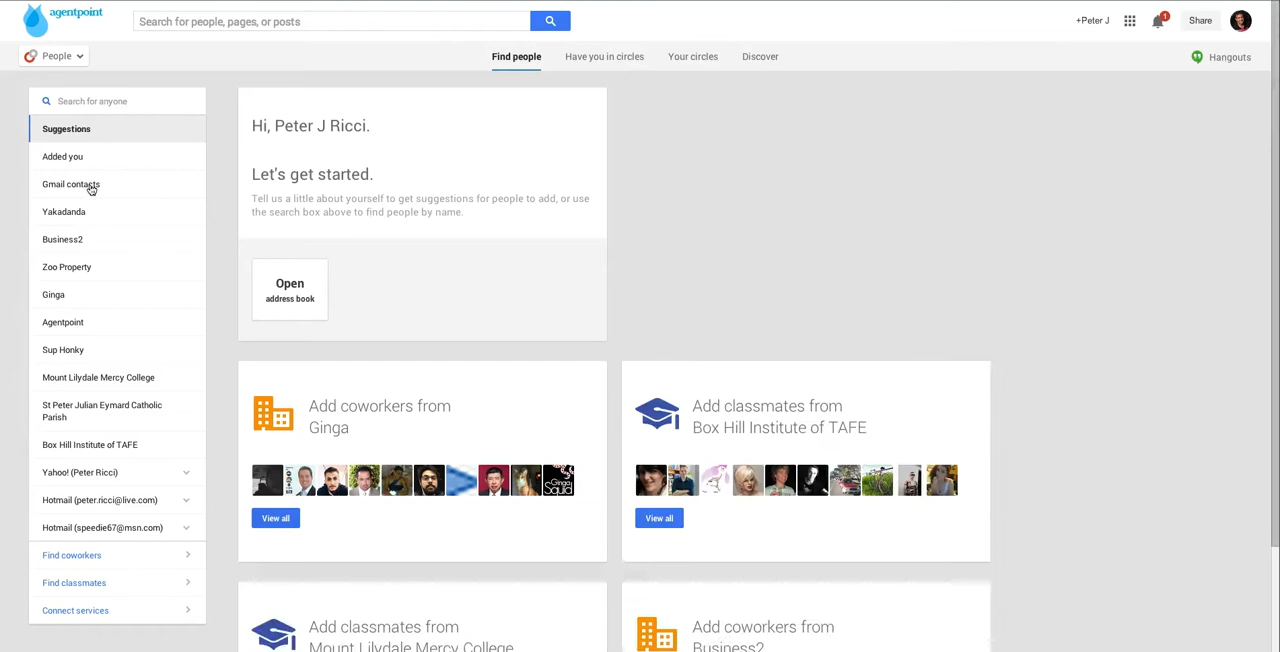 agentpoint
Search for people, pages, or posts
+Peter J
1
Share
People
Find people
Have you in circles
Your circles
Discover
Hangouts
Search for anyone
Suggestions
Added you
Gmail contacts
Yakadanda
Business2
Zoo Property
Ginga
Agentpoint
Sup Honky
Mount Lilydale Mercy College
St Peter Julian Eymard Catholic
Parish
Box Hill Institute of TAFE
Yahoo! (Peter Ricci)
Hotmail (peter.ricci@live.com)
Hotmail (speedie67@msn.com)
Find coworkers
Find classmates
Connect services
Hi, Peter J Ricci.
Let's get started.
Tell us a little about yourself to get suggestions for people to add, or use
the search box above to find people by name.
Open
address book
Add coworkers from
Ginga
Ginga
Squid
View all
Add classmates from
Box Hill Institute of TAFE
View all
Add classmates from
Mount Lilydale Mercy College
Add coworkers from
Business2